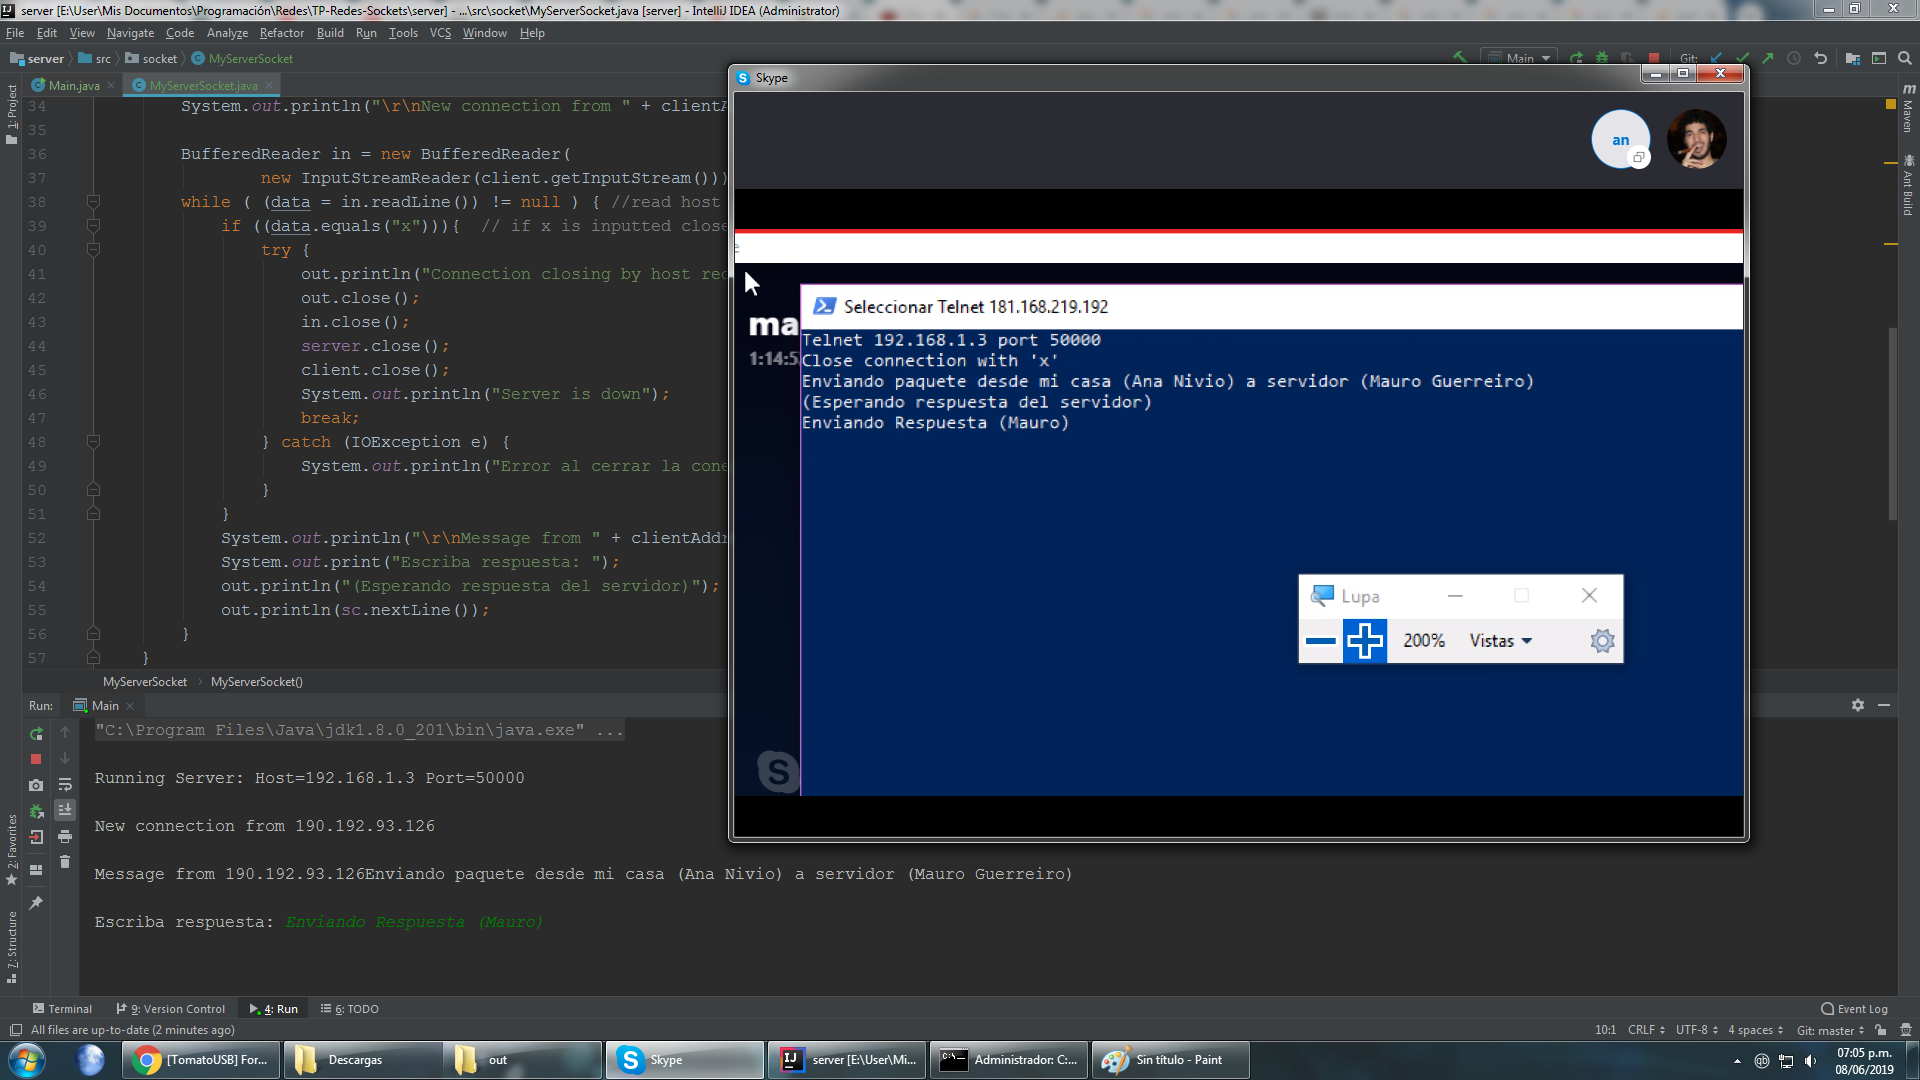 server [E:\User\Mis Documentos\Programación\Redes\TP-Redes-Sockets\server] - ...\src\socket\MyServerSocket.java [server] - IntelliJ IDEA (Administrator)
File Edit View Navigate Code Analyze Refactor Build Run Tools VCS Window Help
server src socket MyServerSocket.java
Main Git:
Main.java MyServerSocket.java
1: Project
Maven
Ant Build
34 System.out.println("\r\nNew connection from " + clientA
35
36 BufferedReader in = new BufferedReader(
37 new InputStreamReader(client.getInputStream()))
38 while ( (data = in.readLine()) != null ) { //read host
39 if ((data.equals("x"))){ // if x is inputted close
40 try {
41 out.println("Connection closing by host rec
42 out.close();
43 in.close();
44 server.close();
45 client.close();
46 System.out.println("Server is down");
47 break;
48 } catch (IOException e) {
49 System.out.println("Error al cerrar la cone
50 }
51 }
52 System.out.println("\r\nMessage from " + clientAddr
53 System.out.print("Escriba respuesta: ");
54 out.println("(Esperando respuesta del servidor)");
55 out.println(sc.nextLine());
56 }
57 }
MyServerSocket MyServerSocket()
Skype
an
ma
1:14:5
Seleccionar Telnet 181.168.219.192
Telnet 192.168.1.3 port 50000
Close connection with 'x'
Enviando paquete desde mi casa (Ana Nivio) a servidor (Mauro Guerreiro)
(Esperando respuesta del servidor)
Enviando Respuesta (Mauro)
Lupa
200% Vistas
Run: Main
"C:\Program Files\Java\jdk1.8.0_201\bin\java.exe" ...
Running Server: Host=192.168.1.3 Port=50000
New connection from 190.192.93.126
Message from 190.192.93.126Enviando paquete desde mi casa (Ana Nivio) a servidor (Mauro Guerreiro)
Escriba respuesta: Enviando Respuesta (Mauro)
2: Favorites
7: Structure
Terminal 9: Version Control 4: Run 6: TODO Event Log
All files are up-to-date (2 minutes ago) 10:1 CRLF UTF-8 4 spaces Git: master
[TomatoUSB] For... Descargas out Skype server [E:\User\Mi... Administrador: C:... Sin título - Paint
07:05 p.m.
08/06/2019